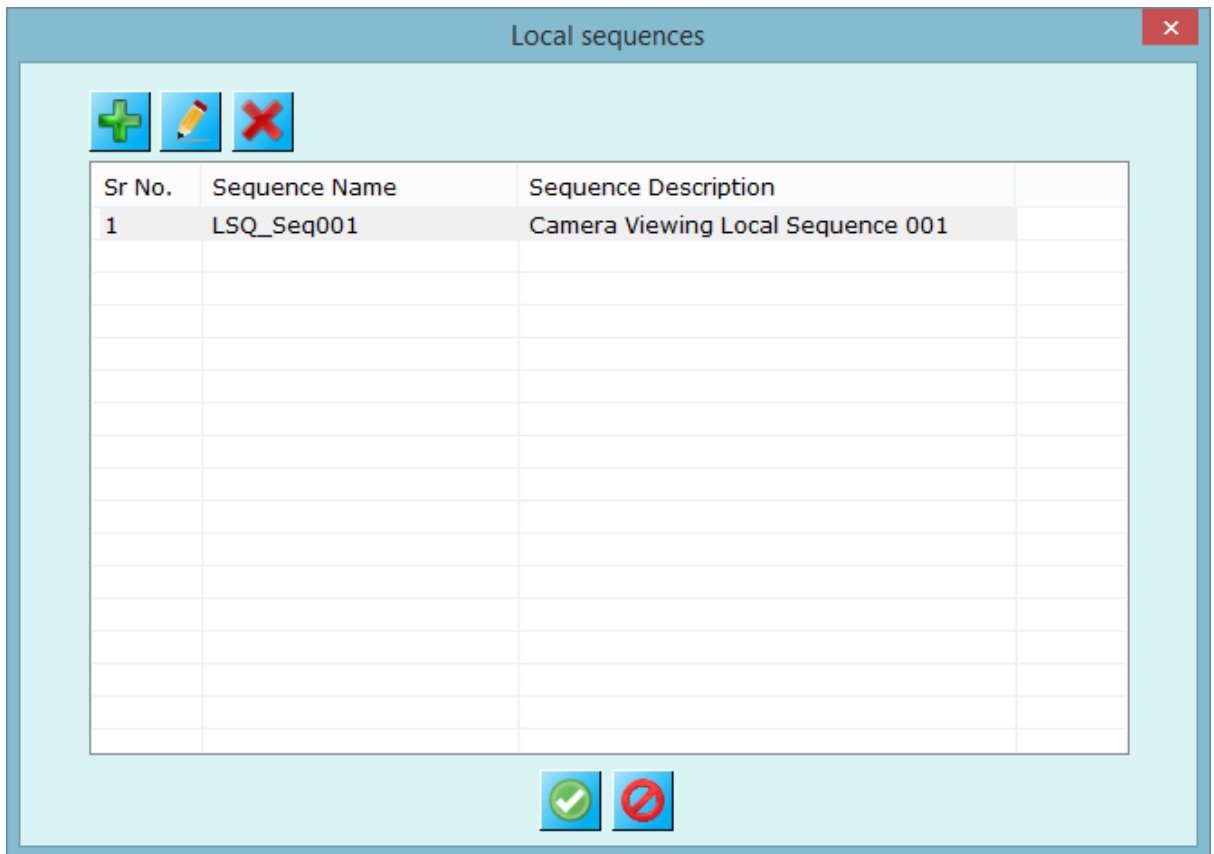 Local sequences
Sr No. Sequence Name Sequence Description
1 LSQ_Seq001 Camera Viewing Local Sequence 001